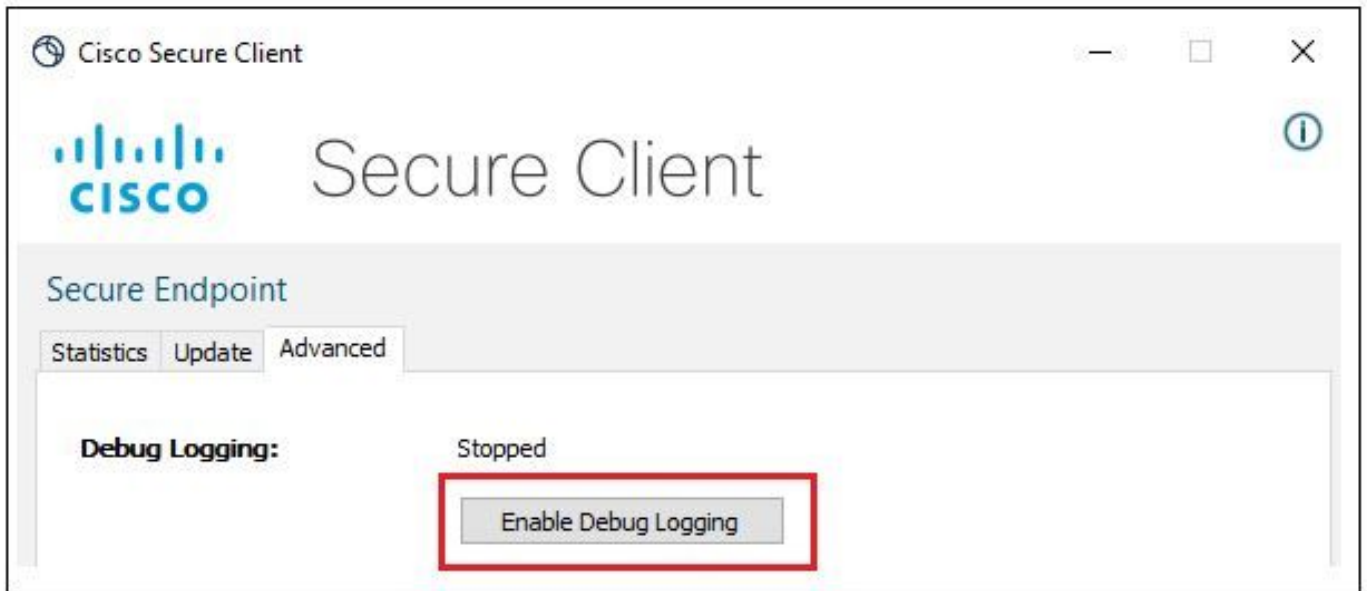 Cisco Secure Client
CISCO
Secure Client
Secure Endpoint
Statistics Update Advanced
Debug Logging: Stopped
Enable Debug Logging